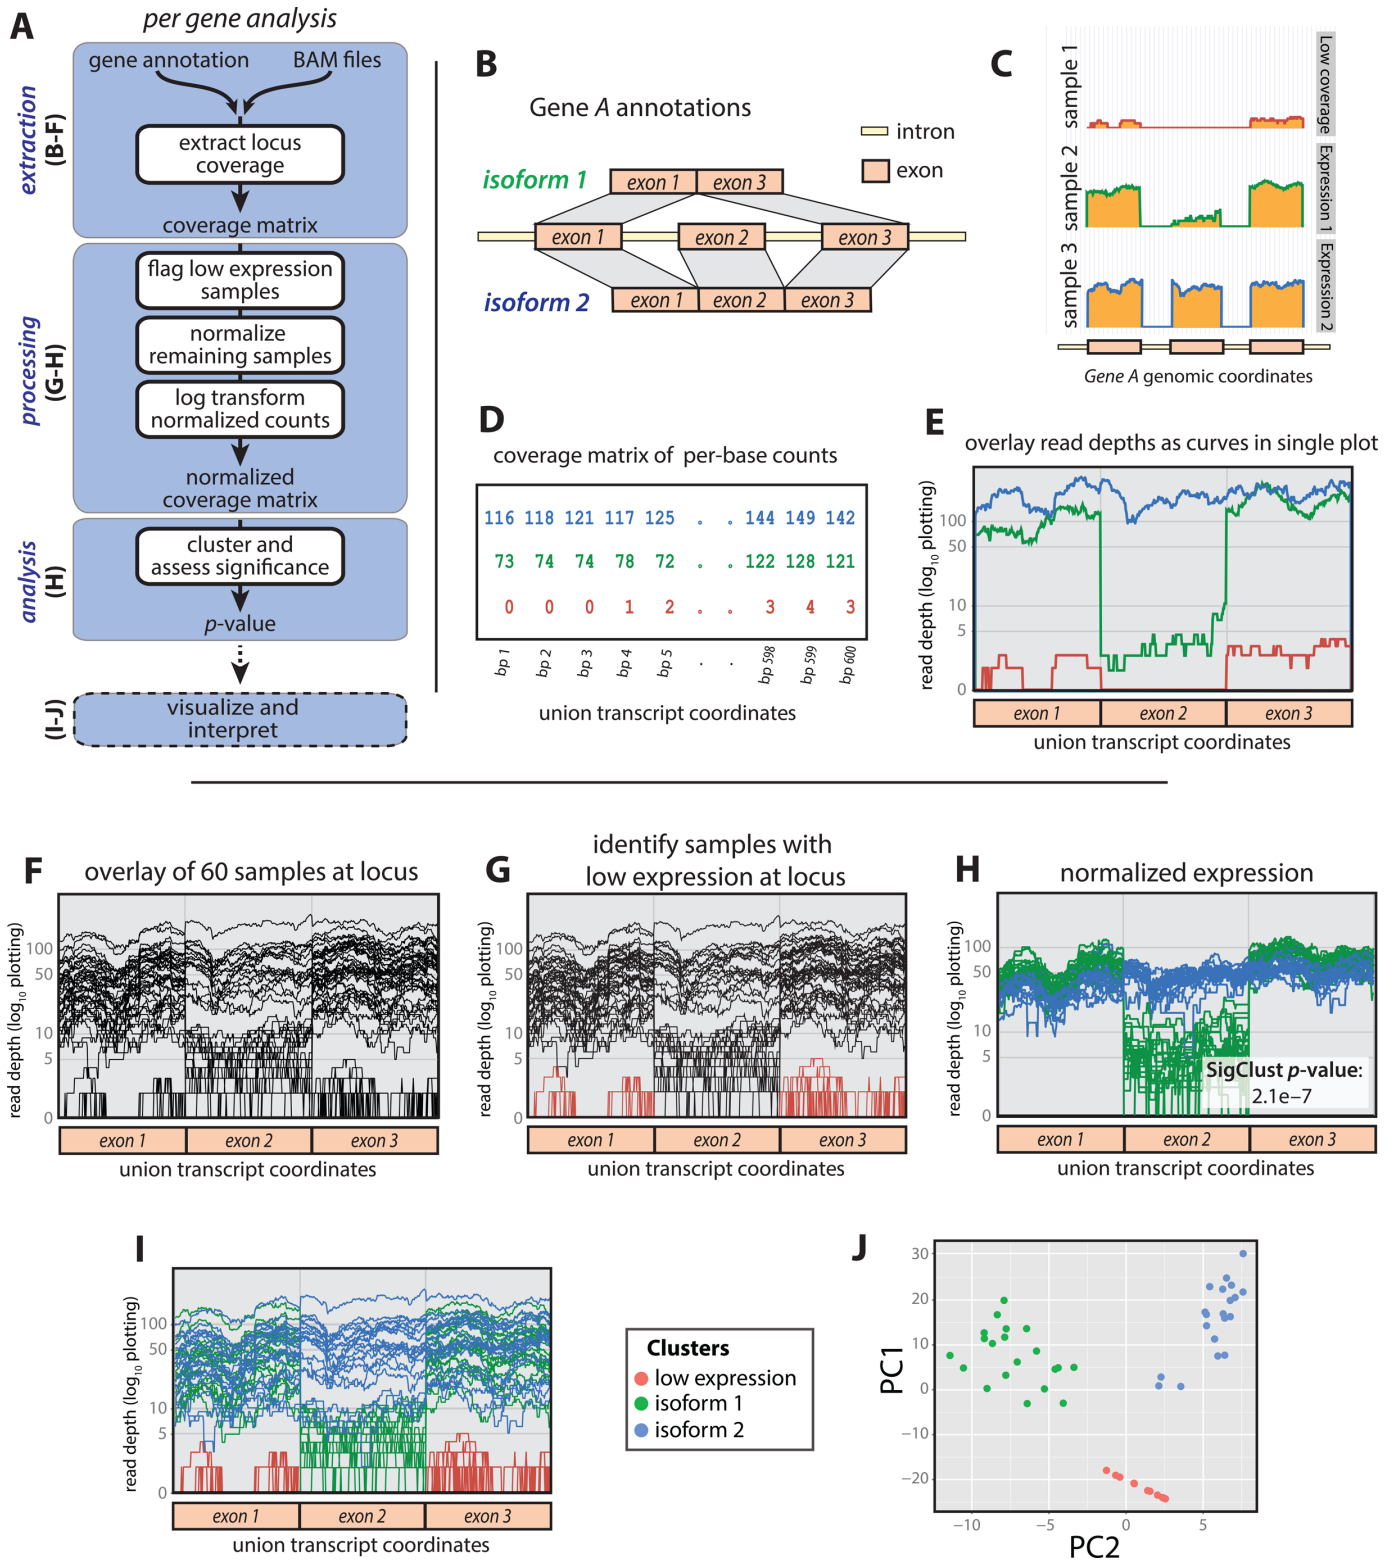 A
per gene analysis
gene annotation
BAM files
extract locus
coverage
coverage matrix
extraction
(B-F)
flag low expression
samples
normalize
remaining samples
log transform
normalized counts
normalized
coverage matrix
processing
(G-H)
cluster and
assess significance
p-value
analysis
(H)
visualize and
interpret
(I-J)
B
Gene A annotations
intron
exon
isoform 1
exon 1
exon 3
exon 1
exon 2
exon 3
isoform 2
exon 1
exon 2
exon 3
C
sample 1
Low coverage
sample 2
Expression 1
sample 3
Expression 2
Gene A genomic coordinates
D
coverage matrix of per-base counts
116 118 121 117 125 . . 144 149 142
73 74 74 78 72 . . 122 128 121
0 0 0 1 2 . . 3 4 3
bp 1 bp 2 bp 3 bp 4 bp 5 . . bp 598 bp 599 bp 600
union transcript coordinates
E
overlay read depths as curves in single plot
read depth (log10 plotting)
100
50
10
5
0
exon 1
exon 2
exon 3
union transcript coordinates
F
overlay of 60 samples at locus
read depth (log10 plotting)
100
50
10
5
0
exon 1
exon 2
exon 3
union transcript coordinates
G
identify samples with
low expression at locus
read depth (log10 plotting)
100
50
10
5
0
exon 1
exon 2
exon 3
union transcript coordinates
H
normalized expression
read depth (log10 plotting)
100
50
10
5
0
SigClust p-value:
2.1e–7
exon 1
exon 2
exon 3
union transcript coordinates
I
read depth (log10 plotting)
100
50
10
5
0
exon 1
exon 2
exon 3
union transcript coordinates
Clusters
low expression
isoform 1
isoform 2
J
PC1
30
20
10
0
−10
−20
−10
−5
0
5
PC2